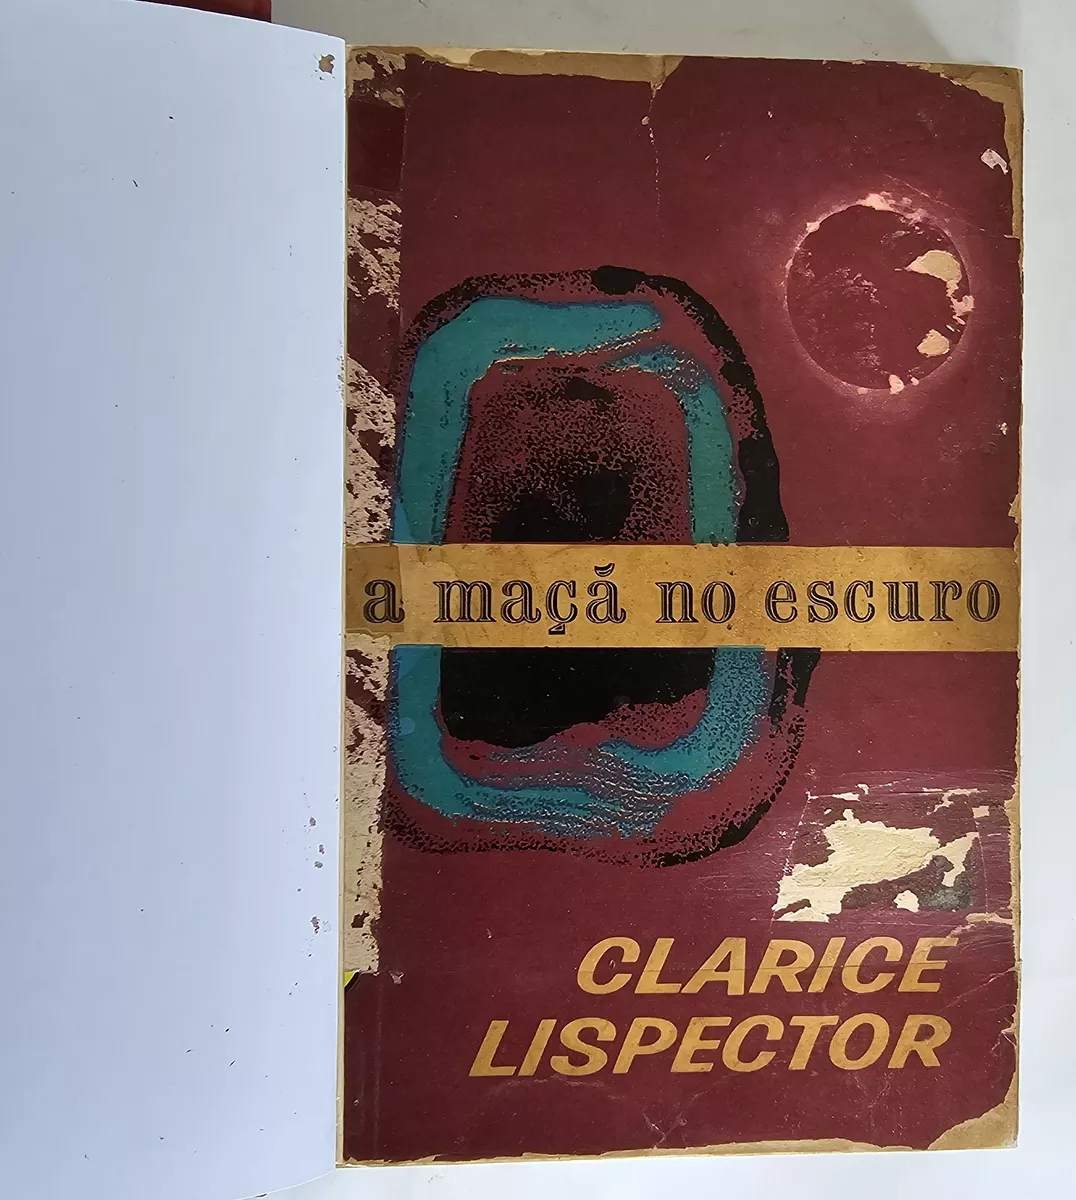 a maçã no escuro
CLARICE
LISPECTOR